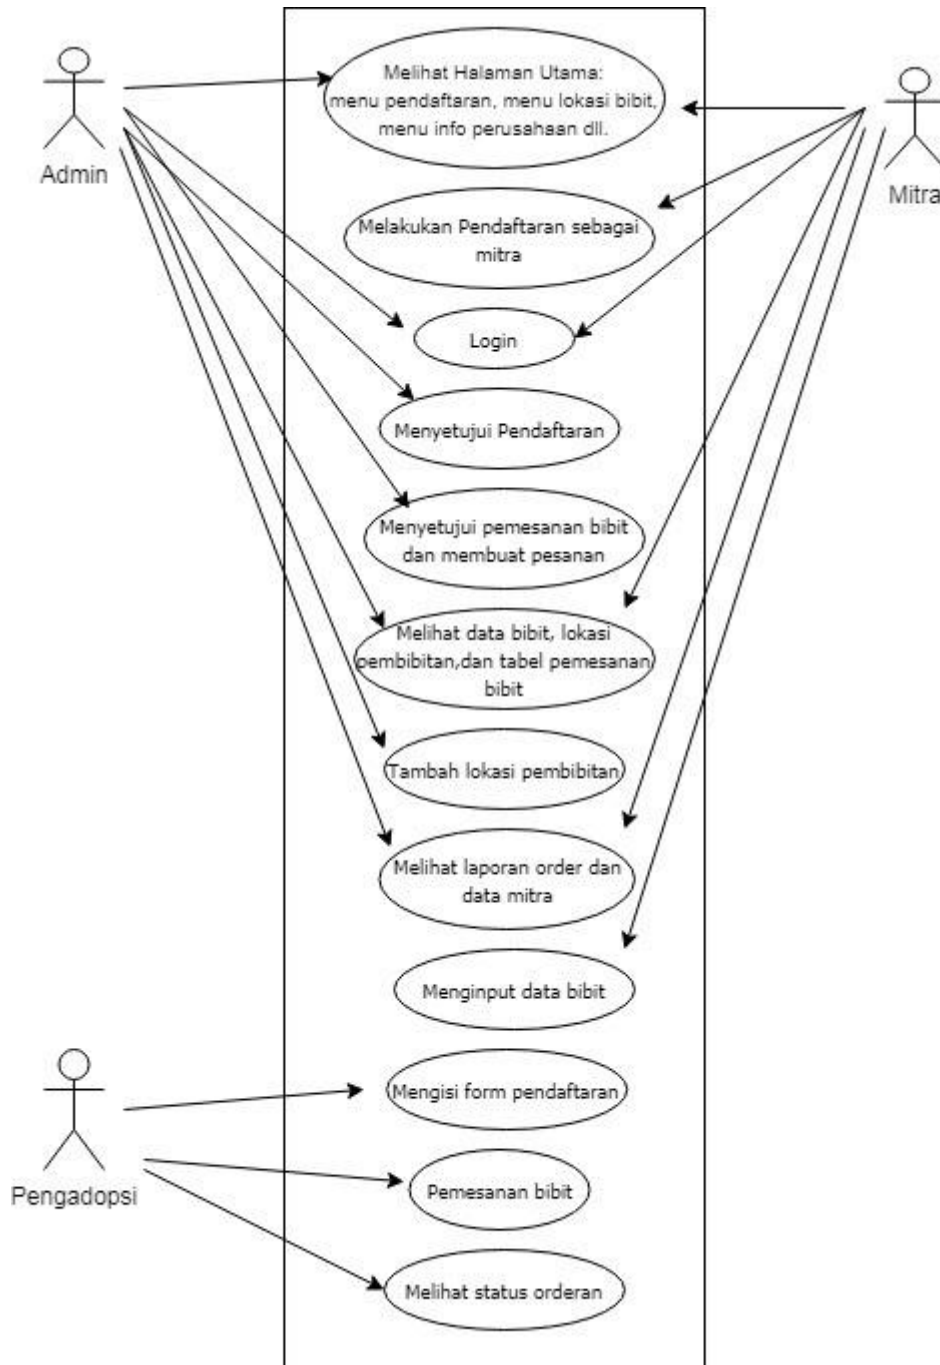 Melihat Halaman Utama:
menu pendaftaran, menu lokasi bibit,
menu info perusahaan dll.
Admin
Mitra
Melakukan Pendaftaran sebagai
mitra
Login
Menyetujui Pendaftaran
Menyetujui pemesanan bibit
dan membuat pesanan
Melihat data bibit, lokasi
pembibitan,dan tabel pemesanan
bibit
Tambah lokasi pembibitan
Melihat laporan order dan
data mitra
Menginput data bibit
Mengisi form pendaftaran
Pengadopsi
Pemesanan bibit
Melihat status orderan